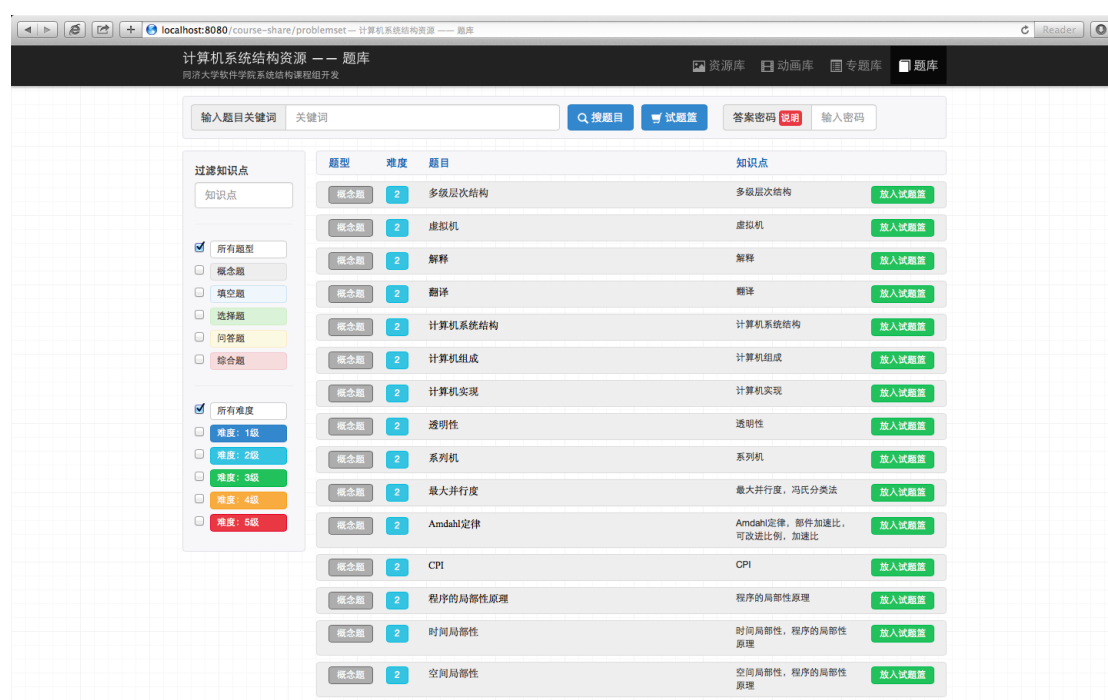 localhost:8080/course-share/problemset — 计算机系统结构资源 —— 题库
Reader
计算机系统结构资源 —— 题库
同济大学软件学院系统结构课程组开发
资源库 动画库 专题库 题库
输入题目关键词 关键词 搜题目 试题篮 答案密码 说明 输入密码
过滤知识点
知识点
所有题型
概念题
填空题
选择题
问答题
综合题
所有难度
难度：1级
难度：2级
难度：3级
难度：4级
难度：5级
题型 难度 题目 知识点
概念题 2 多级层次结构 多级层次结构 放入试题篮
概念题 2 虚拟机 虚拟机 放入试题篮
概念题 2 解释 解释 放入试题篮
概念题 2 翻译 翻译 放入试题篮
概念题 2 计算机系统结构 计算机系统结构 放入试题篮
概念题 2 计算机组成 计算机组成 放入试题篮
概念题 2 计算机实现 计算机实现 放入试题篮
概念题 2 透明性 透明性 放入试题篮
概念题 2 系列机 系列机 放入试题篮
概念题 2 最大并行度 最大并行度，冯氏分类法 放入试题篮
概念题 2 Amdahl定律 Amdahl定律，部件加速比， 放入试题篮
可改进比例，加速比
概念题 2 CPI CPI 放入试题篮
概念题 2 程序的局部性原理 程序的局部性原理 放入试题篮
概念题 2 时间局部性 时间局部性，程序的局部性 放入试题篮
原理
概念题 2 空间局部性 空间局部性，程序的局部性 放入试题篮
原理